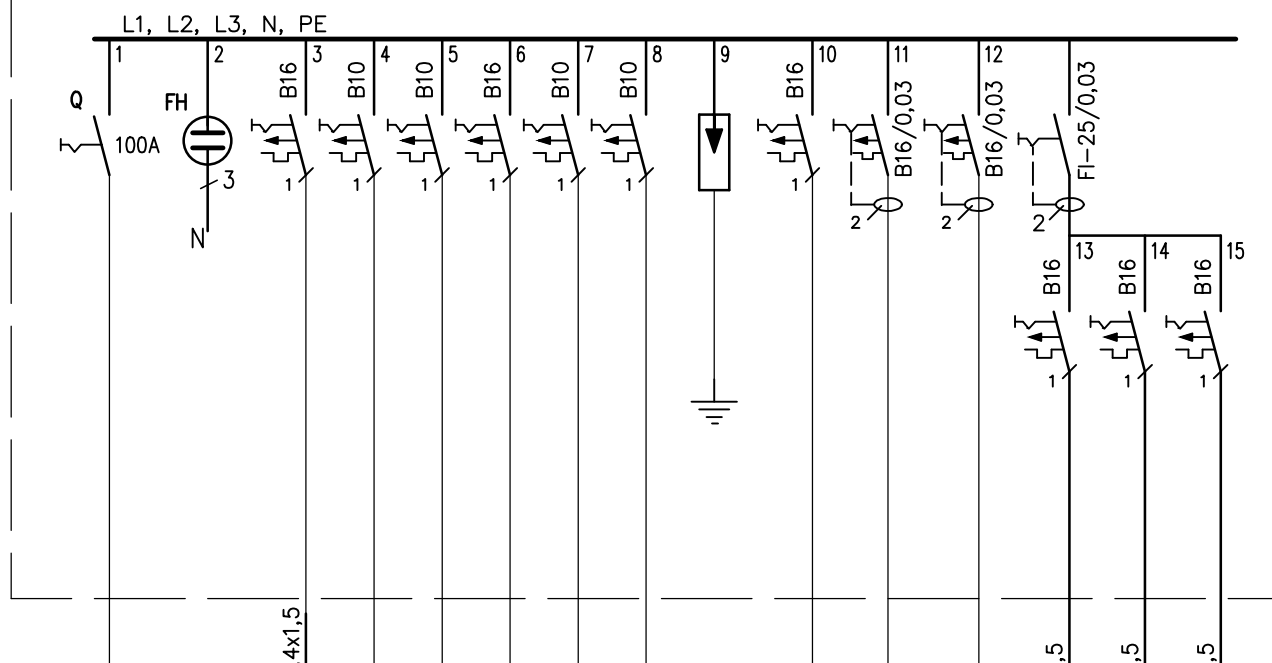 L1, L2, L3, N, PE
1 2 3 4 5 6 7 8 9 10 11 12
B16 B10 B10 B16 B10 B10 B16 B16/0,03 B16/0,03 FI-25/0,03
Q FH
100A
3 1 1 1 1 1 1 1
2 2 2
N
13 14 15
B16 B16 B16
1 1 1
4x1,5 ,5 ,5 ,5